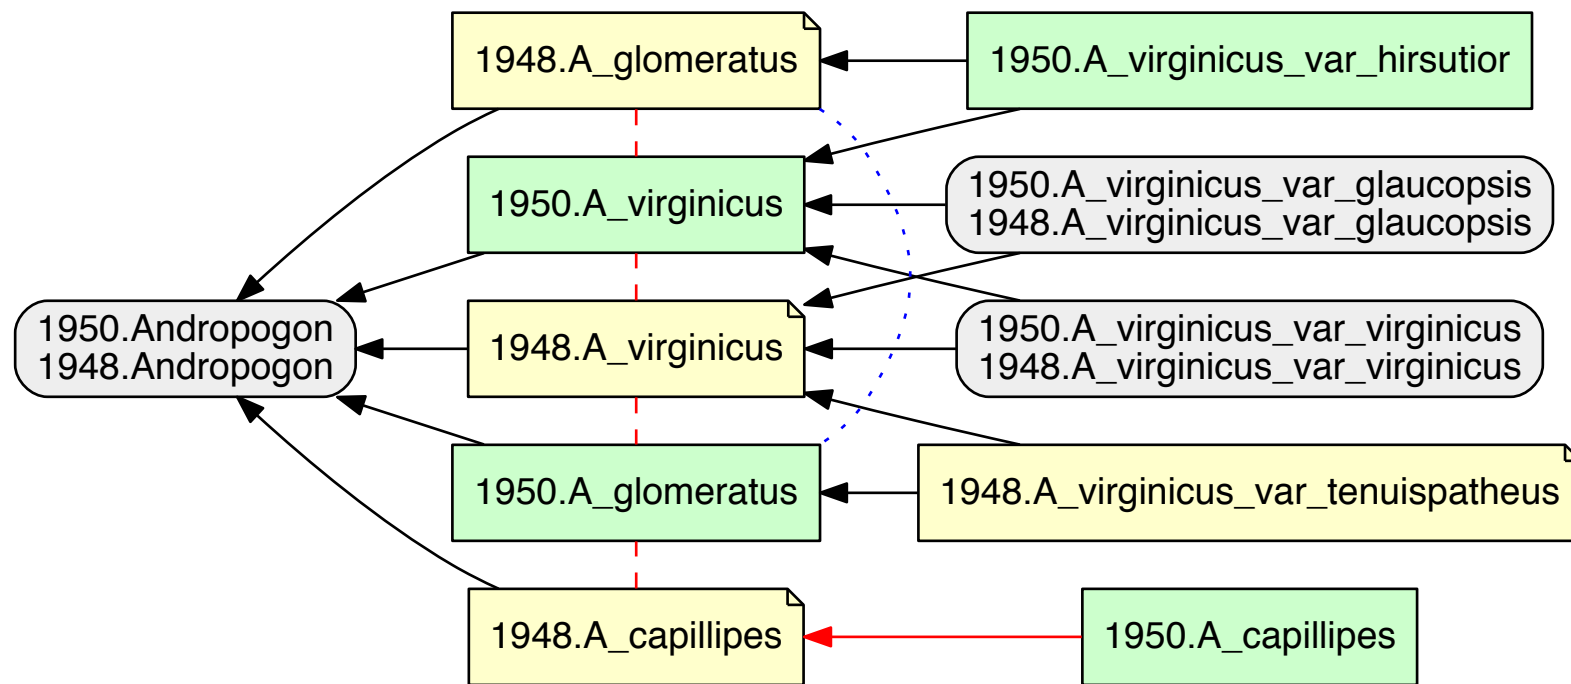 1948.A_glomeratus
1950.A_virginicus_var_hirsutior
1950.A_virginicus
1950.A_virginicus_var_glaucopsis
1948.A_virginicus_var_glaucopsis
1950.Andropogon
1948.Andropogon
1948.A_virginicus
1950.A_virginicus_var_virginicus
1948.A_virginicus_var_virginicus
1950.A_glomeratus
1948.A_virginicus_var_tenuispatheus
1948.A_capillipes
1950.A_capillipes